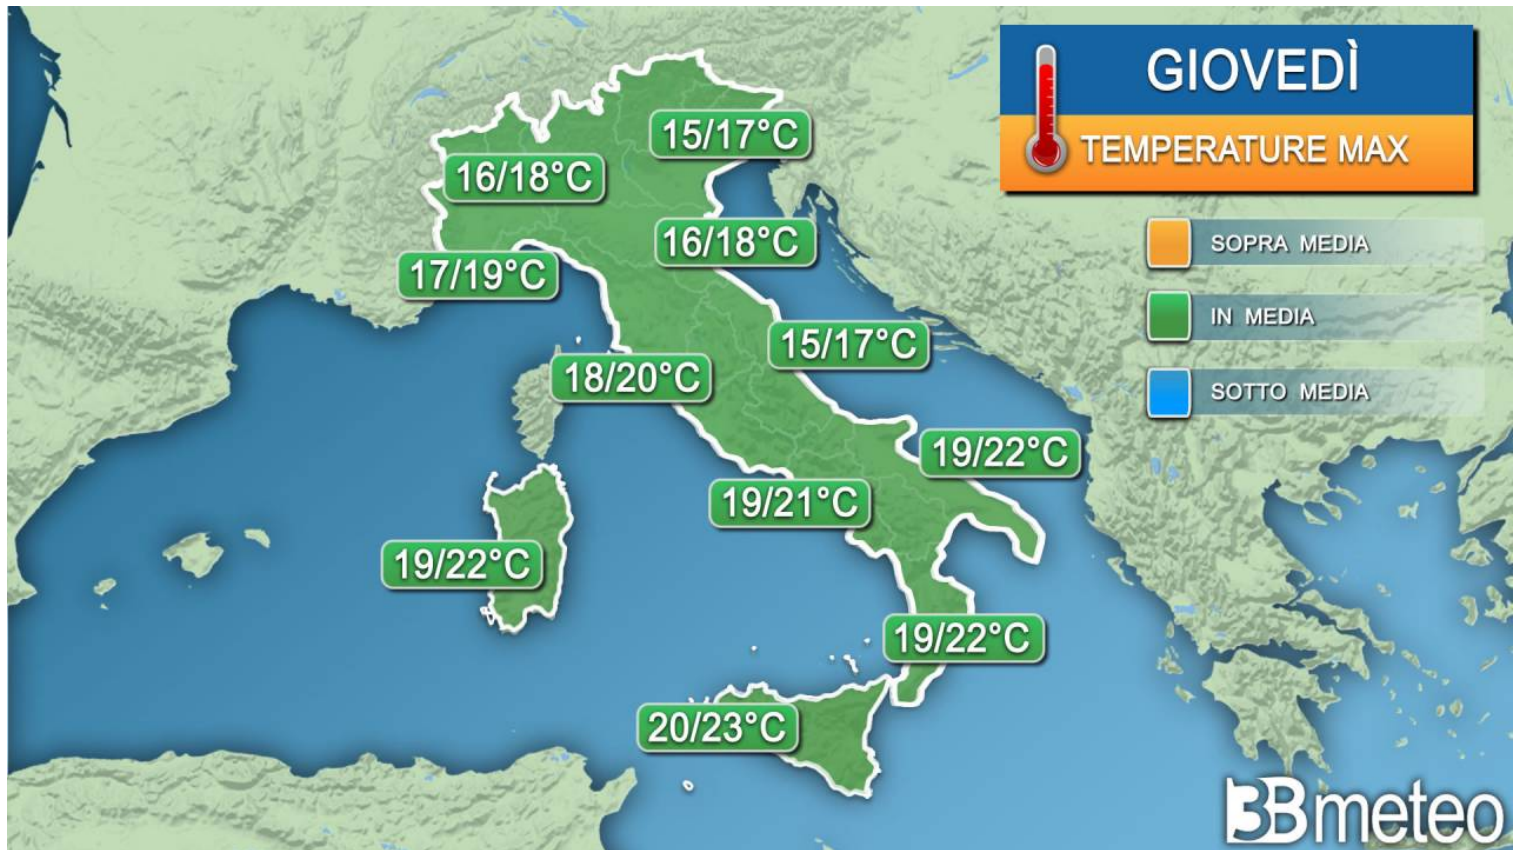 GIOVEDÌ
TEMPERATURE MAX
SOPRA MEDIA
IN MEDIA
SOTTO MEDIA
15/17°C
16/18°C
16/18°C
17/19°C
15/17°C
18/20°C
19/22°C
19/21°C
19/22°C
19/22°C
20/23°C
3Bmeteo